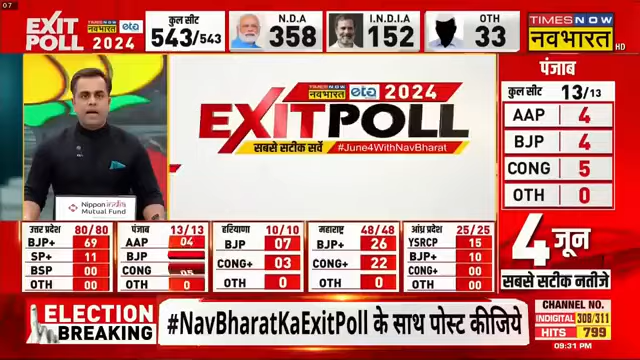 07
EXIT
POLL
TIMES NOW
नवभारत
eta
2024
कुल सीट
543/543
N.D.A
358
I.N.D.I.A
152
OTH
33
TIMES NOW
नवभारत
HD
TIMES NOW
नवभारत
eta
2024
EXIT POLL
सबसे सटीक सर्वे
#June4WithNavBharat
Nippon india
Mutual Fund
पंजाब
कुल सीट 13/13
AAP 4
BJP 4
CONG 5
OTH 0
उत्तर प्रदेश 80/80
BJP+ 69
SP+ 11
BSP 00
OTH 00
पंजाब 13/13
AAP 04
BJP
CONG 05
OTH 0
हरियाणा 10/10
BJP 07
CONG+ 03
OTH 0
महाराष्ट्र 48/48
BJP+ 26
CONG+ 22
OTH 0
आंध्र प्रदेश 25/25
YSRCP 15
BJP+ 10
CONG+ 00
OTH 00
4 जून
सबसे सटीक नतीजे
ELECTION
BREAKING
#NavBharatKaExitPoll के साथ पोस्ट कीजिये
CHANNEL NO.
INDIGITAL 308/311
HITS 799
09:31 PM